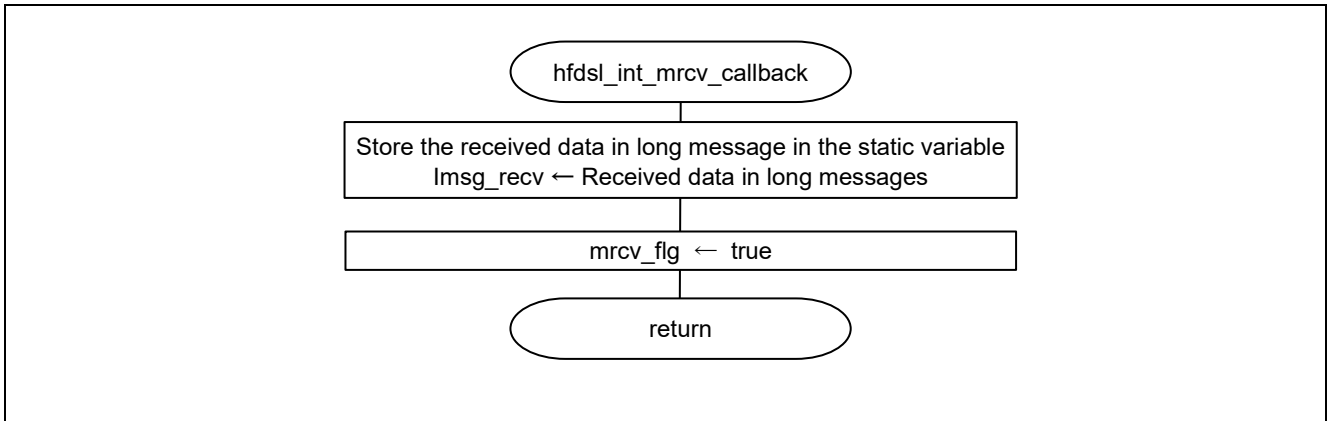 hfdsl_int_mrcv_callback
Store the received data in long message in the static variable
lmsg_recv ← Received data in long messages
mrcv_flg ← true
return